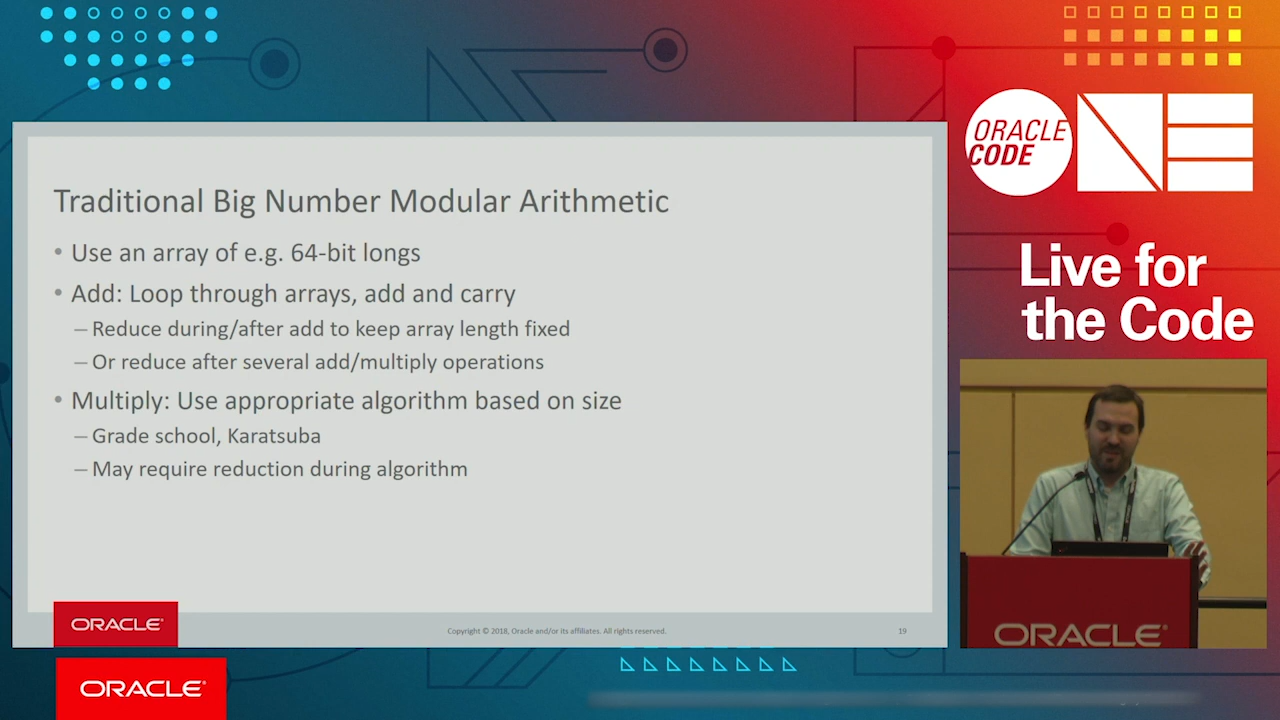 Traditional Big Number Modular Arithmetic
• Use an array of e.g. 64-bit longs
• Add: Loop through arrays, add and carry
– Reduce during/after add to keep array length fixed
– Or reduce after several add/multiply operations
• Multiply: Use appropriate algorithm based on size
– Grade school, Karatsuba
– May require reduction during algorithm
ORACLE®
Copyright © 2018, Oracle and/or its affiliates. All rights reserved.
19
ORACLE®
ORACLE
CODE
ONE
Live for
the Code
ORACLE®